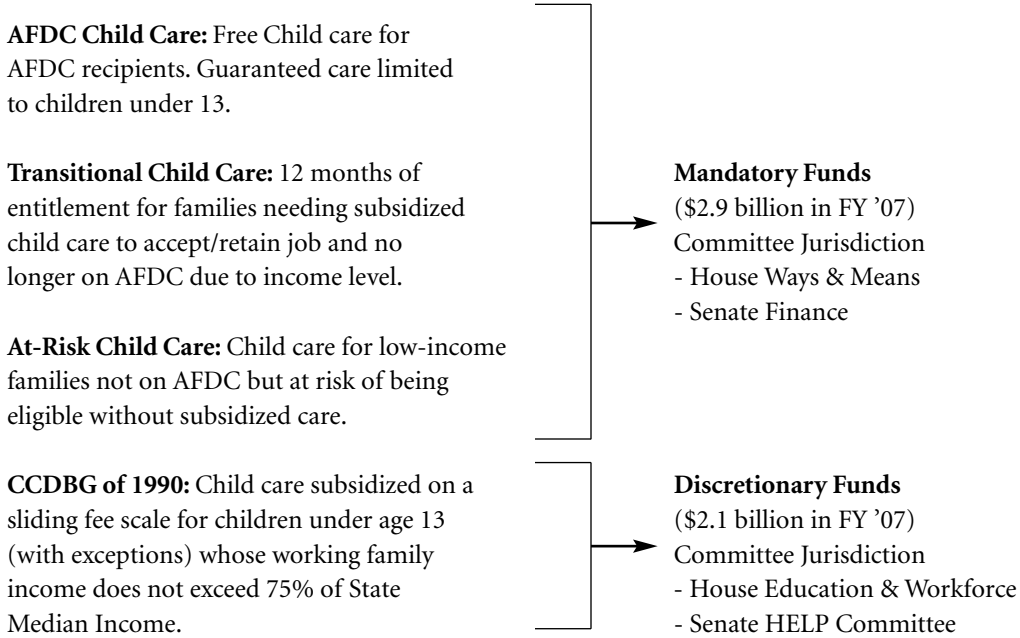 AFDC Child Care: Free Child care for
AFDC recipients. Guaranteed care limited
to children under 13.
Transitional Child Care: 12 months of
entitlement for families needing subsidized
child care to accept/retain job and no
longer on AFDC due to income level.
At-Risk Child Care: Child care for low-income
families not on AFDC but at risk of being
eligible without subsidized care.
Mandatory Funds
($2.9 billion in FY ’07)
Committee Jurisdiction
- House Ways & Means
- Senate Finance
CCDBG of 1990: Child care subsidized on a
sliding fee scale for children under age 13
(with exceptions) whose working family
income does not exceed 75% of State
Median Income.
Discretionary Funds
($2.1 billion in FY ’07)
Committee Jurisdiction
- House Education & Workforce
- Senate HELP Committee